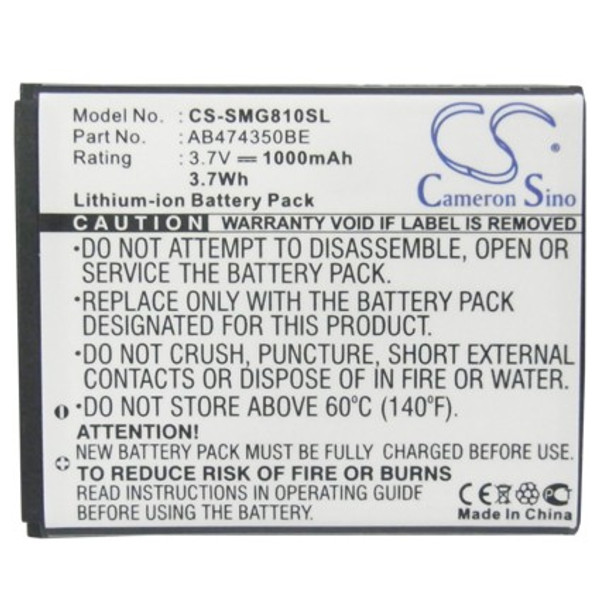 Model No.: CS-SMG810SL
Part No.: AB474350BE
Rating: 3.7V 1000mAh
3.7Wh
Lithium-ion Battery Pack
CS
Cameron Sino
CAUTION WARRANTY VOID IF LABEL IS REMOVED
•DO NOT ATTEMPT TO DISASSEMBLE, OPEN OR
SERVICE THE BATTERY PACK.
•REPLACE ONLY WITH THE BATTERY PACK
DESIGNATED FOR THIS PRODUCT.
•DO NOT CRUSH, PUNCTURE, SHORT EXTERNAL
CONTACTS OR DISPOSE OF IN FIRE OR WATER.
•DO NOT STORE ABOVE 60°C (140°F).
ATTENTION!
NEW BATTERY PACK MUST BE FULLY CHARGED BEFORE USE.
TO REDUCE RISK OF FIRE OR BURNS
READ INSTRUCTIONS IN OPERATING GUIDE
BEFORE USING THIS PRODUCT.
CE
Made In China